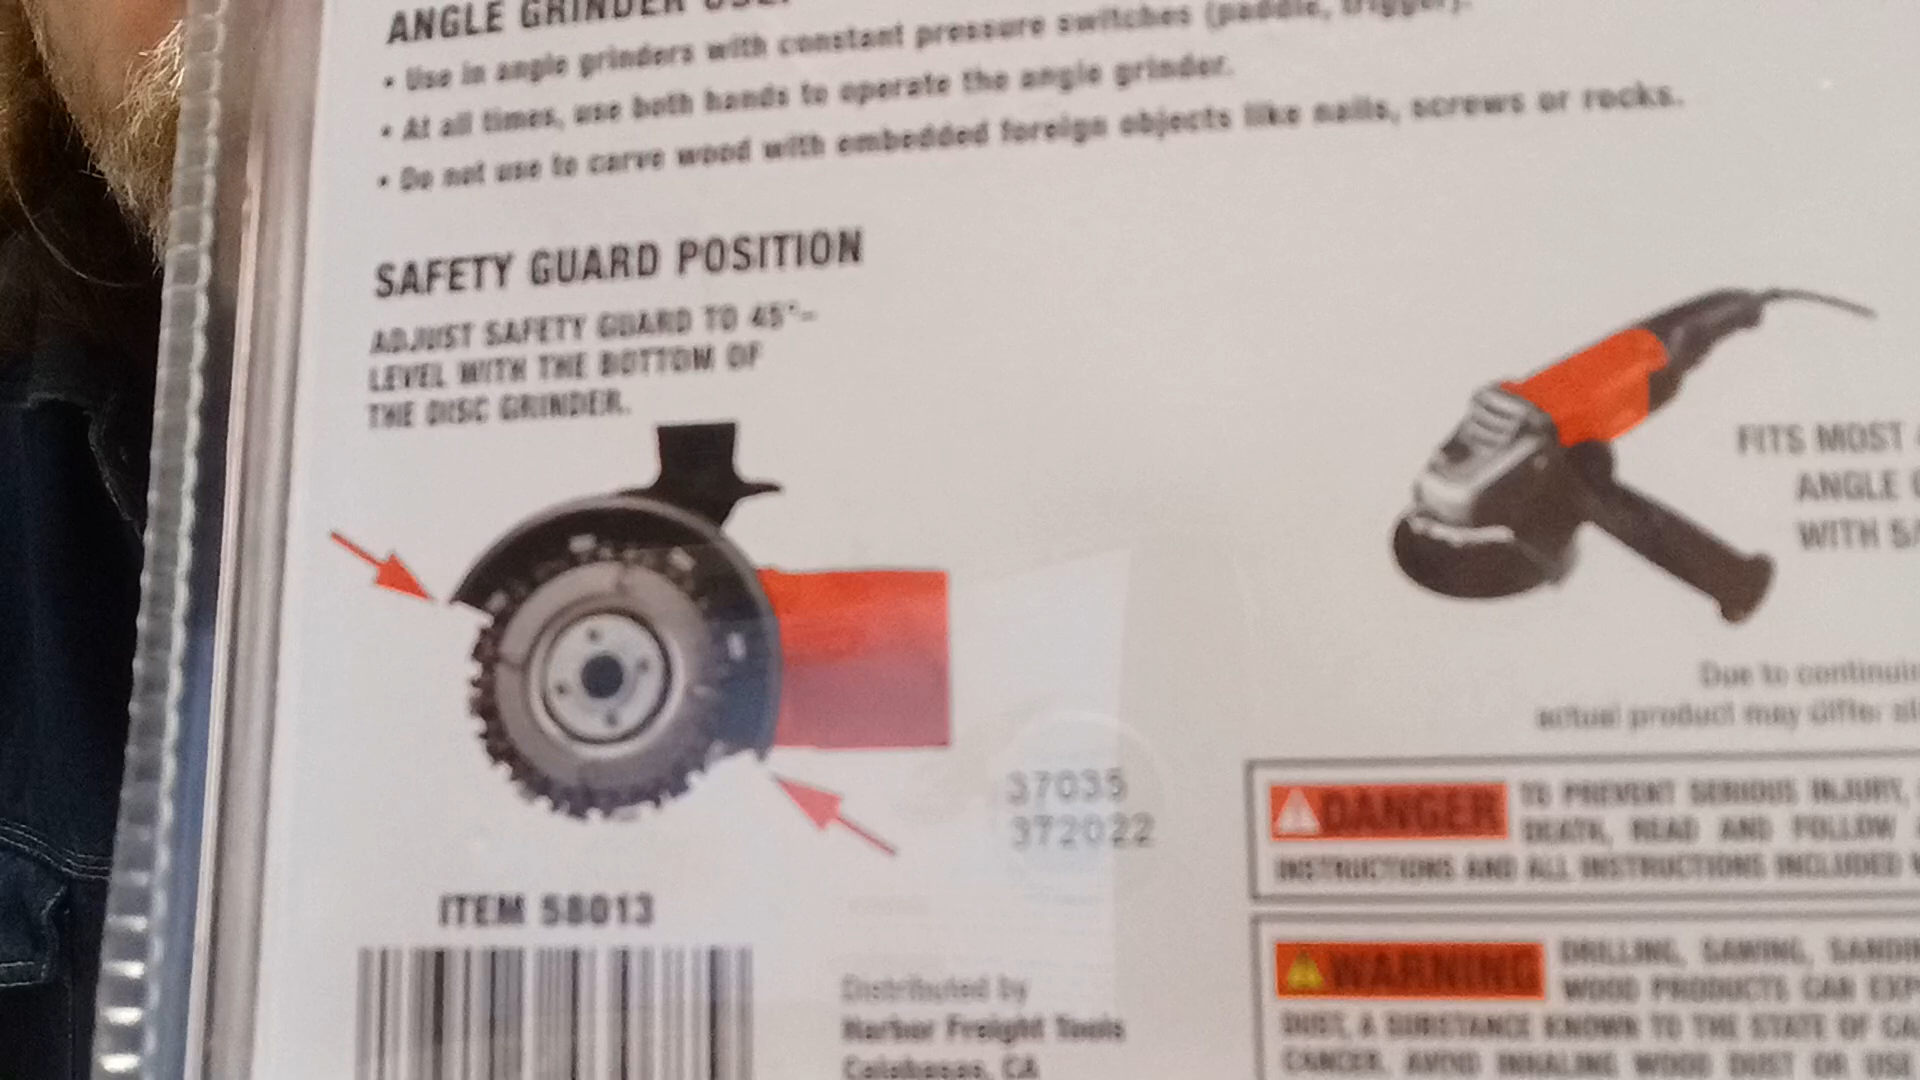 ANGLE GRINDER USE:
• Use in angle grinders with constant pressure switches (paddle, trigger).
• At all times, use both hands to operate the angle grinder.
• Do not use to carve wood with embedded foreign objects like nails, screws or rocks.
SAFETY GUARD POSITION
ADJUST SAFETY GUARD TO 45°–
LEVEL WITH THE BOTTOM OF
THE DISC GRINDER.
FITS MOST
ANGLE
WITH
Due to
actual product may differ
37035
372022
DANGER TO PREVENT SERIOUS INJURY,
DEATH, READ AND FOLLOW
INSTRUCTIONS AND ALL INSTRUCTIONS INCLUDED
ITEM 58013
WARNING DRILLING, SAWING,
WOOD PRODUCTS CAN
DUST, A SUBSTANCE KNOWN TO THE STATE OF
CANCER. AVOID INHALING WOOD DUST OR USE
Distributed by
Harbor Freight Tools
Calabasas, CA